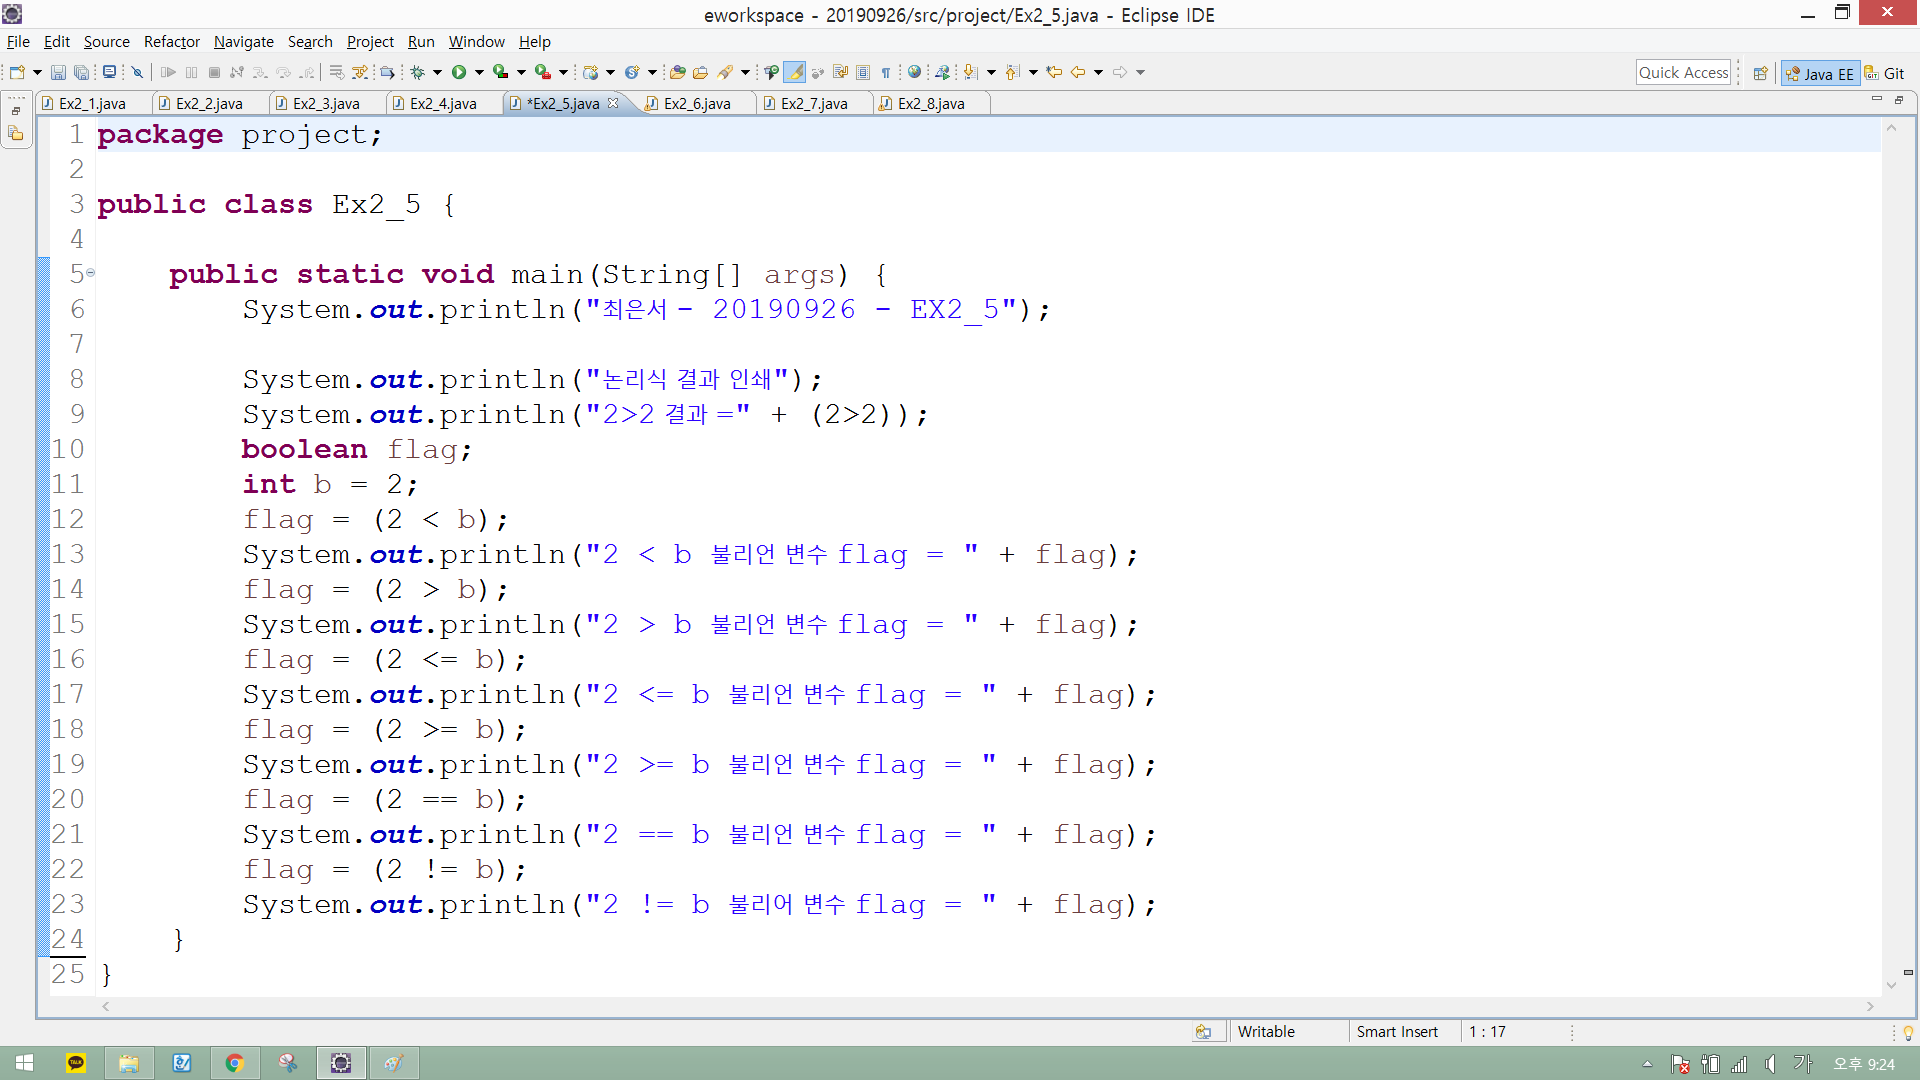 eworkspace - 20190926/src/project/Ex2_5.java - Eclipse IDE
File Edit Source Refactor Navigate Search Project Run Window Help
Quick Access Java EE Git
Ex2_1.java Ex2_2.java Ex2_3.java Ex2_4.java *Ex2_5.java Ex2_6.java Ex2_7.java Ex2_8.java
1 package project;
2
3 public class Ex2_5 {
4
5 public static void main(String[] args) {
6 System.out.println("최은서 - 20190926 - EX2_5");
7
8 System.out.println("논리식 결과 인쇄");
9 System.out.println("2>2 결과 =" + (2>2));
10 boolean flag;
11 int b = 2;
12 flag = (2 < b);
13 System.out.println("2 < b 불리언 변수 flag = " + flag);
14 flag = (2 > b);
15 System.out.println("2 > b 불리언 변수 flag = " + flag);
16 flag = (2 <= b);
17 System.out.println("2 <= b 불리언 변수 flag = " + flag);
18 flag = (2 >= b);
19 System.out.println("2 >= b 불리언 변수 flag = " + flag);
20 flag = (2 == b);
21 System.out.println("2 == b 불리언 변수 flag = " + flag);
22 flag = (2 != b);
23 System.out.println("2 != b 불리어 변수 flag = " + flag);
24 }
25 }
Writable Smart Insert 1 : 17
TALK 가 오후 9:24